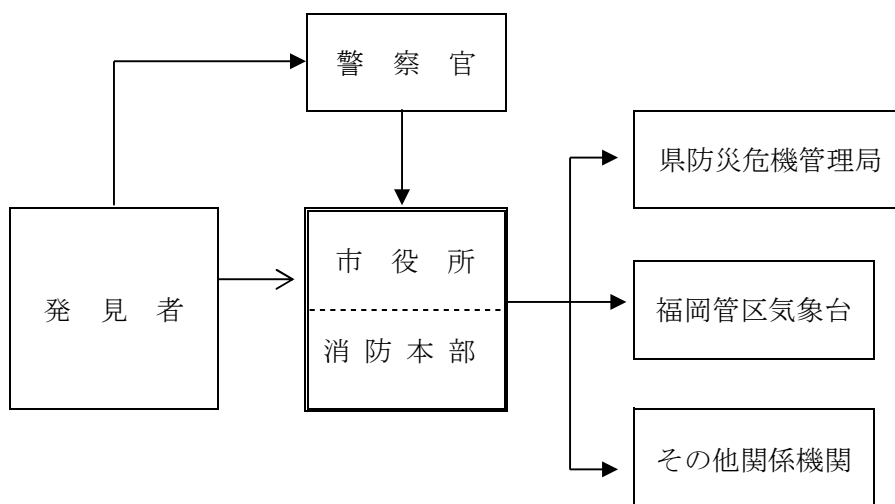 警察官
県防災危機管理局
市役所
発見者
福岡管区気象台
消防本部
その他関係機関